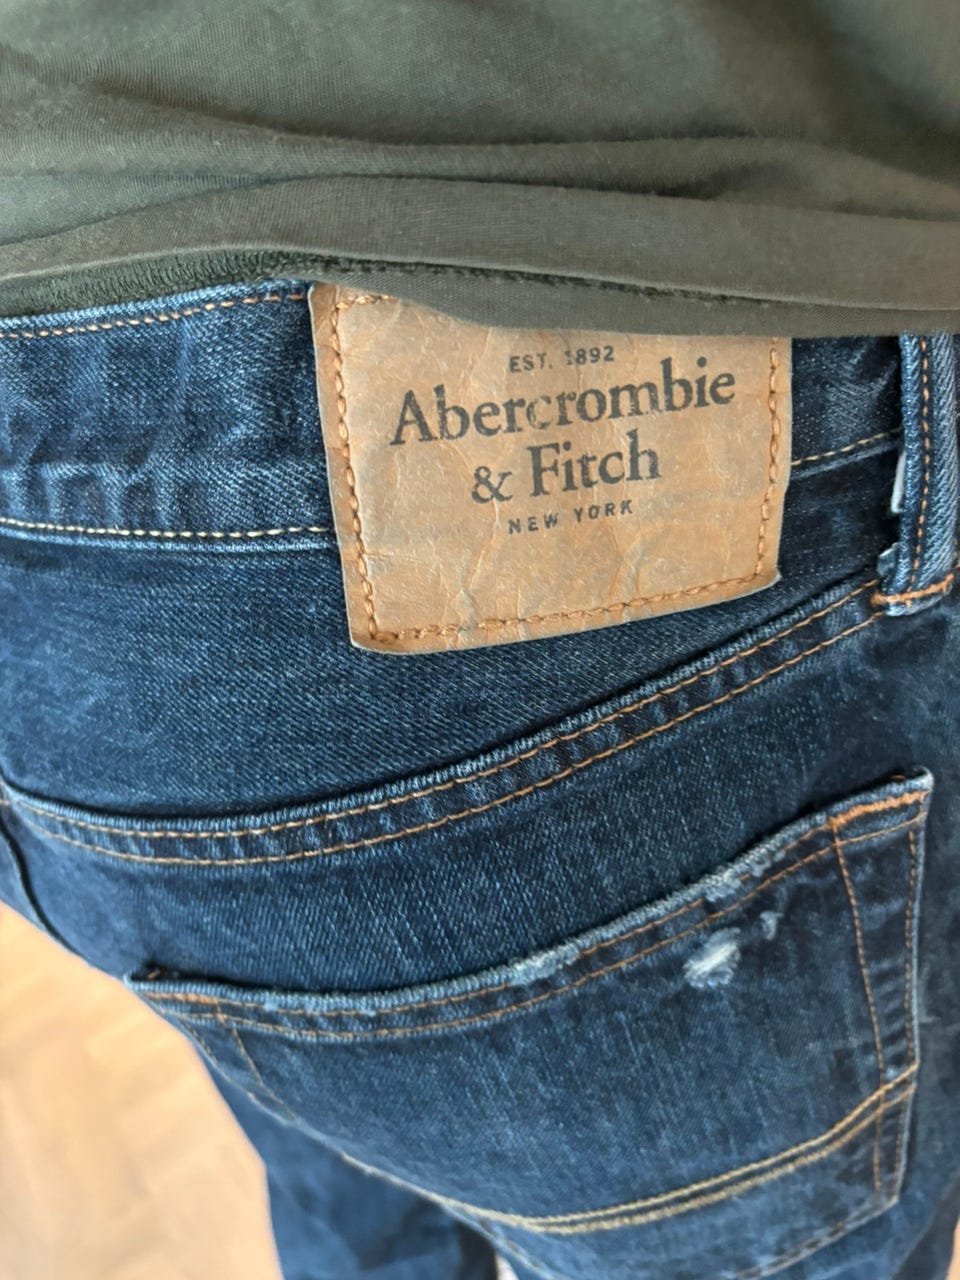 EST. 1892
Abercrombie
& Fitch
NEW YORK